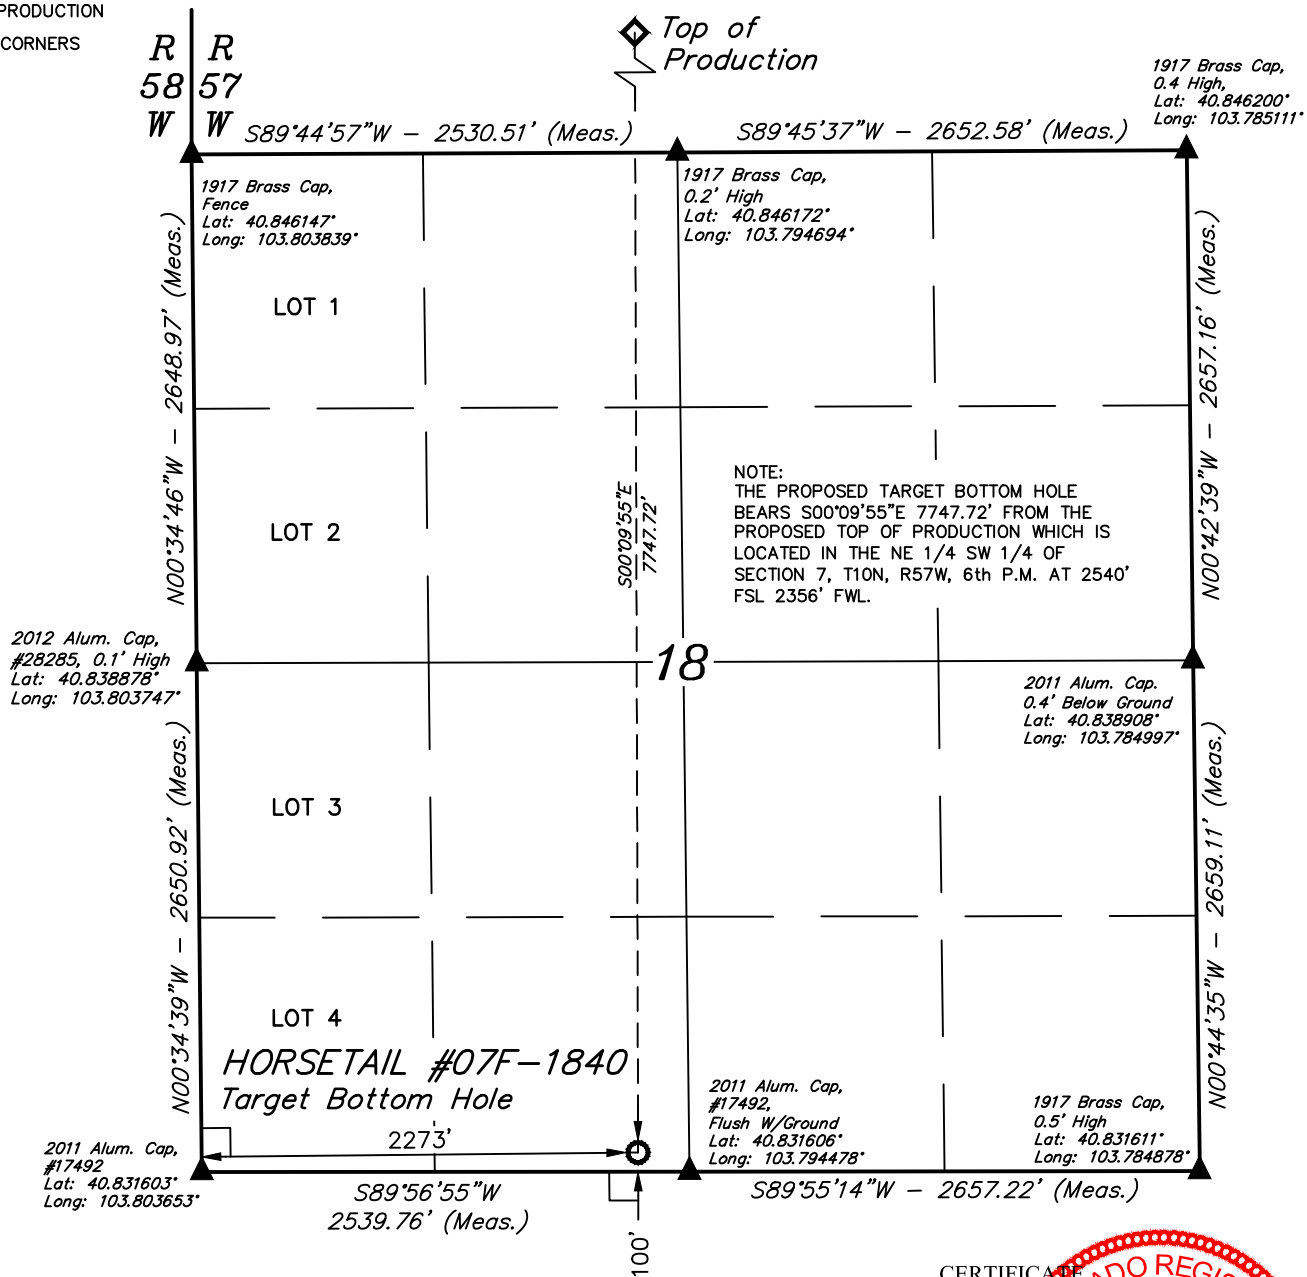 PRODUCTION
CORNERS
R R
58 57
W W
Top of
Production
1917 Brass Cap,
0.4 High,
Lat: 40.846200°
Long: 103.785111°
S89°44'57"W - 2530.51' (Meas.)
S89°45'37"W - 2652.58' (Meas.)
1917 Brass Cap,
Fence
Lat: 40.846147°
Long: 103.803839°
1917 Brass Cap,
0.2' High
Lat: 40.846172°
Long: 103.794694°
N00°34'46"W - 2648.97' (Meas.)
N00°42'39"W - 2657.16' (Meas.)
LOT 1
LOT 2
S00°09'55"E
7747.72'
NOTE:
THE PROPOSED TARGET BOTTOM HOLE
BEARS S00°09'55"E 7747.72' FROM THE
PROPOSED TOP OF PRODUCTION WHICH IS
LOCATED IN THE NE 1/4 SW 1/4 OF
SECTION 7, T10N, R57W, 6th P.M. AT 2540'
FSL 2356' FWL.
2012 Alum. Cap,
#28285, 0.1' High
Lat: 40.838878°
Long: 103.803747°
18
2011 Alum. Cap.
0.4' Below Ground
Lat: 40.838908°
Long: 103.784997°
N00°34'39"W - 2650.92' (Meas.)
N00°44'35"W - 2659.11' (Meas.)
LOT 3
LOT 4
HORSETAIL #07F-1840
Target Bottom Hole
2273'
2011 Alum. Cap,
#17492
Lat: 40.831603°
Long: 103.803653°
2011 Alum. Cap,
#17492,
Flush W/Ground
Lat: 40.831606°
Long: 103.794478°
1917 Brass Cap,
0.5' High
Lat: 40.831611°
Long: 103.784878°
S89°56'55"W
2539.76' (Meas.)
S89°55'14"W - 2657.22' (Meas.)
100'
CERTIFICATE